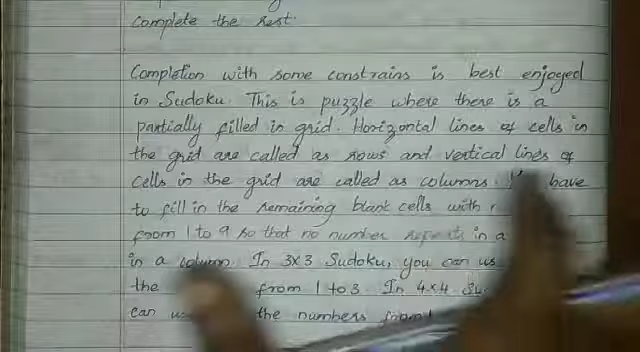 complete the rest.
Completion with some constrains is best enjoyed
in Sudoku. This is puzzle where there is a
partially filled in grid. Horizontal lines of cells in
the grid are called as rows and vertical lines of
cells in the grid are called as columns. have
to fill in the remaining blank cells with
from 1 to 9 so that no number repeats in a
in a column. In 3x3 Sudoku, you can
the from 1 to 3. In 4x4
can the numbers from